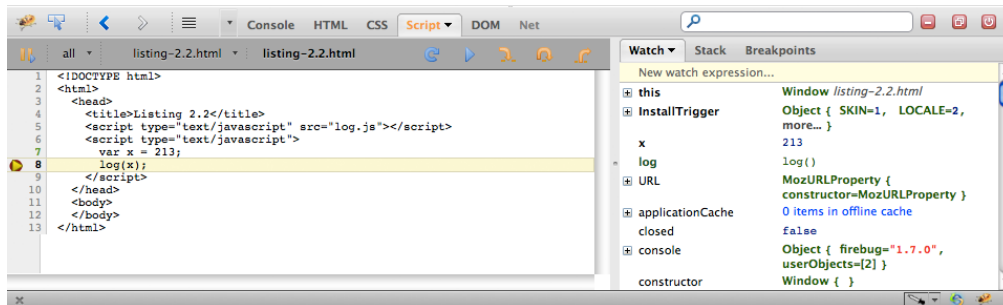 Console HTML CSS Script DOM Net
all listing-2.2.html listing-2.2.html
1 <!DOCTYPE html>
2 <html>
3 <head>
4 <title>Listing 2.2</title>
5 <script type="text/javascript" src="log.js"></script>
6 <script type="text/javascript">
7 var x = 213;
8 log(x);
9 </script>
10 </head>
11 <body>
12 </body>
13 </html>
Watch Stack Breakpoints
New watch expression...
this Window listing-2.2.html
InstallTrigger Object { SKIN=1, LOCALE=2,
more... }
x 213
log log()
URL MozURLProperty {
constructor=MozURLProperty }
applicationCache 0 items in offline cache
closed false
console Object { firebug="1.7.0",
userObjects=[2] }
constructor Window { }